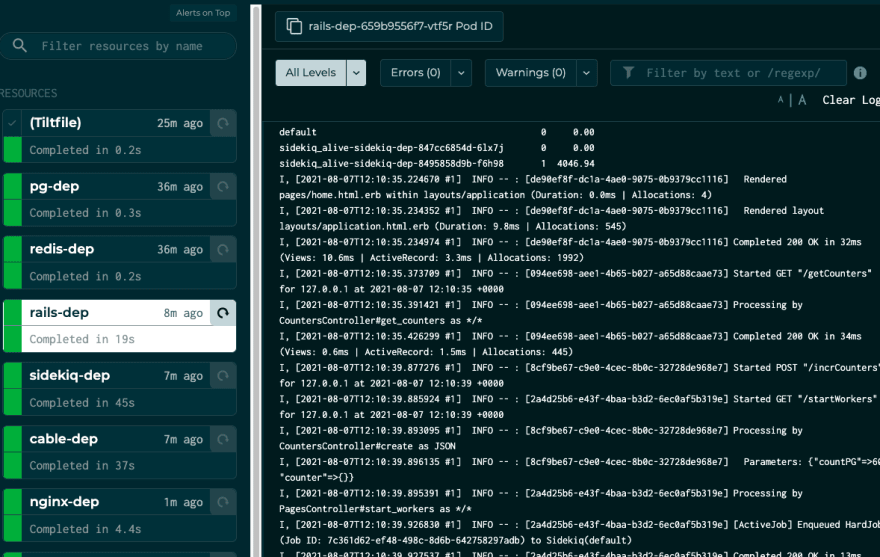 Alerts on Top
Filter resources by name
RESOURCES
(Tiltfile) 25m ago
Completed in 0.2s
pg-dep 36m ago
Completed in 0.3s
redis-dep 36m ago
Completed in 0.2s
rails-dep 8m ago
Completed in 19s
sidekiq-dep 7m ago
Completed in 45s
cable-dep 7m ago
Completed in 37s
nginx-dep 1m ago
Completed in 4.4s
rails-dep-659b9556f7-vtf5r Pod ID
All Levels Errors (0) Warnings (0) Filter by text or /regexp/
A | A Clear Log
default 0 0.00
sidekiq_alive-sidekiq-dep-847cc6854d-6lx7j 0 0.00
sidekiq_alive-sidekiq-dep-8495858d9b-f6h98 1 4046.94
I, [2021-08-07T12:10:35.224670 #1] INFO -- : [de90ef8f-dc1a-4ae0-9075-0b9379cc1116] Rendered
pages/home.html.erb within layouts/application (Duration: 0.0ms | Allocations: 4)
I, [2021-08-07T12:10:35.234352 #1] INFO -- : [de90ef8f-dc1a-4ae0-9075-0b9379cc1116] Rendered layout
layouts/application.html.erb (Duration: 9.8ms | Allocations: 545)
I, [2021-08-07T12:10:35.234974 #1] INFO -- : [de90ef8f-dc1a-4ae0-9075-0b9379cc1116] Completed 200 OK in 32ms
(Views: 10.6ms | ActiveRecord: 3.3ms | Allocations: 1992)
I, [2021-08-07T12:10:35.373709 #1] INFO -- : [094ee698-aee1-4b65-b027-a65d88caae73] Started GET "/getCounters"
for 127.0.0.1 at 2021-08-07 12:10:35 +0000
I, [2021-08-07T12:10:35.391421 #1] INFO -- : [094ee698-aee1-4b65-b027-a65d88caae73] Processing by
CountersController#get_counters as */*
I, [2021-08-07T12:10:35.426299 #1] INFO -- : [094ee698-aee1-4b65-b027-a65d88caae73] Completed 200 OK in 34ms
(Views: 0.6ms | ActiveRecord: 1.5ms | Allocations: 445)
I, [2021-08-07T12:10:39.877276 #1] INFO -- : [8cf9be67-c9e0-4cec-8b0c-32728de968e7] Started POST "/incrCounters"
for 127.0.0.1 at 2021-08-07 12:10:39 +0000
I, [2021-08-07T12:10:39.885924 #1] INFO -- : [2a4d25b6-e43f-4baa-b3d2-6ec0af5b319e] Started GET "/startWorkers"
for 127.0.0.1 at 2021-08-07 12:10:39 +0000
I, [2021-08-07T12:10:39.893095 #1] INFO -- : [8cf9be67-c9e0-4cec-8b0c-32728de968e7] Processing by
CountersController#create as JSON
I, [2021-08-07T12:10:39.896135 #1] INFO -- : [8cf9be67-c9e0-4cec-8b0c-32728de968e7] Parameters: {"countPG"=>60
"counter"=>{}}
I, [2021-08-07T12:10:39.895391 #1] INFO -- : [2a4d25b6-e43f-4baa-b3d2-6ec0af5b319e] Processing by
PagesController#start_workers as */*
I, [2021-08-07T12:10:39.926830 #1] INFO -- : [2a4d25b6-e43f-4baa-b3d2-6ec0af5b319e] [ActiveJob] Enqueued HardJob
(Job ID: 7c361d62-ef48-498c-8d6b-642758297adb) to Sidekiq(default)
I, [2021-08-07T12:10:39.927537 #1] INFO -- : [2a4d25b6-e43f-4baa-b3d2-6ec0af5b319e] Completed 200 OK in 13ms